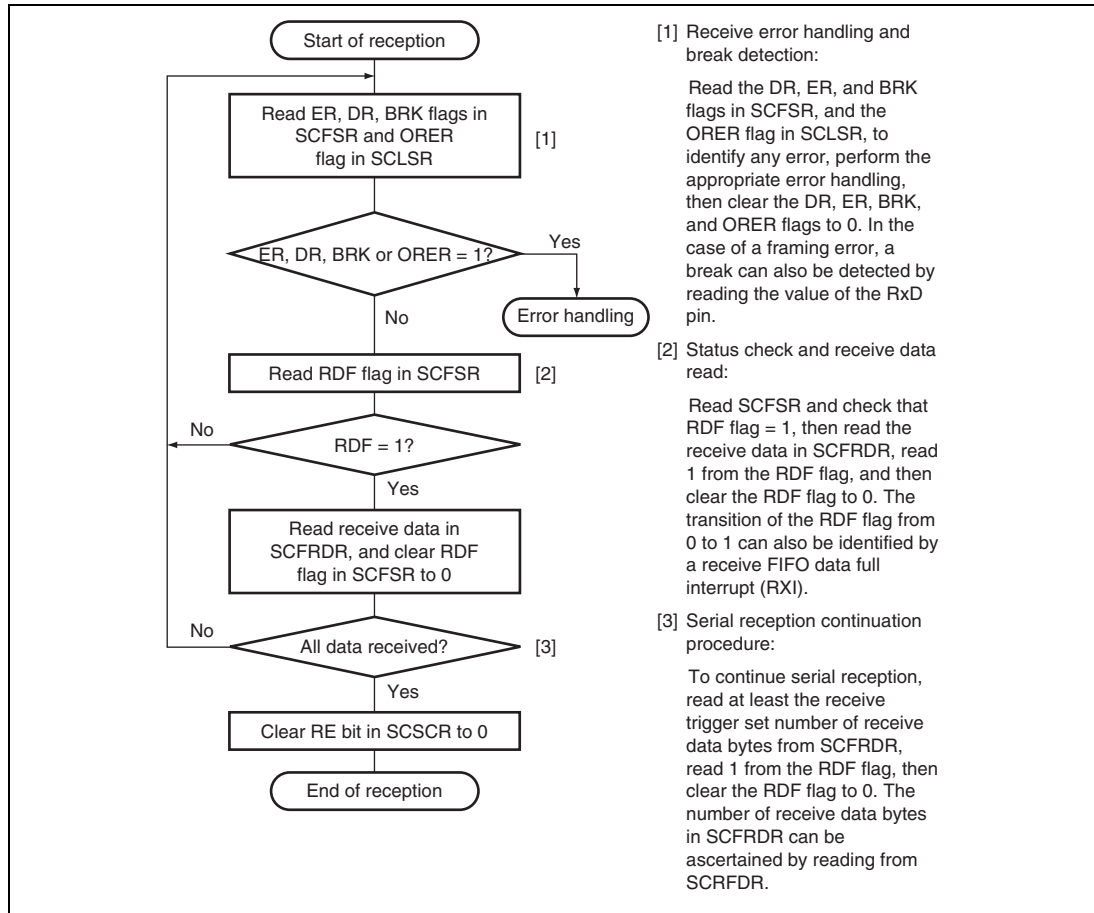 Start of reception
Read ER, DR, BRK flags in
SCFSR and ORER
flag in SCLSR
[1]
ER, DR, BRK or ORER = 1?
Yes
Error handling
No
Read RDF flag in SCFSR
[2]
No
RDF = 1?
Yes
Read receive data in
SCFRDR, and clear RDF
flag in SCFSR to 0
No
All data received?
[3]
Yes
Clear RE bit in SCSCR to 0
End of reception
[1] Receive error handling and
break detection:
Read the DR, ER, and BRK
flags in SCFSR, and the
ORER flag in SCLSR, to
identify any error, perform the
appropriate error handling,
then clear the DR, ER, BRK,
and ORER flags to 0. In the
case of a framing error, a
break can also be detected by
reading the value of the RxD
pin.
[2] Status check and receive data
read:
Read SCFSR and check that
RDF flag = 1, then read the
receive data in SCFRDR, read
1 from the RDF flag, and then
clear the RDF flag to 0. The
transition of the RDF flag from
0 to 1 can also be identified by
a receive FIFO data full
interrupt (RXI).
[3] Serial reception continuation
procedure:
To continue serial reception,
read at least the receive
trigger set number of receive
data bytes from SCFRDR,
read 1 from the RDF flag, then
clear the RDF flag to 0. The
number of receive data bytes
in SCFRDR can be
ascertained by reading from
SCRFDR.